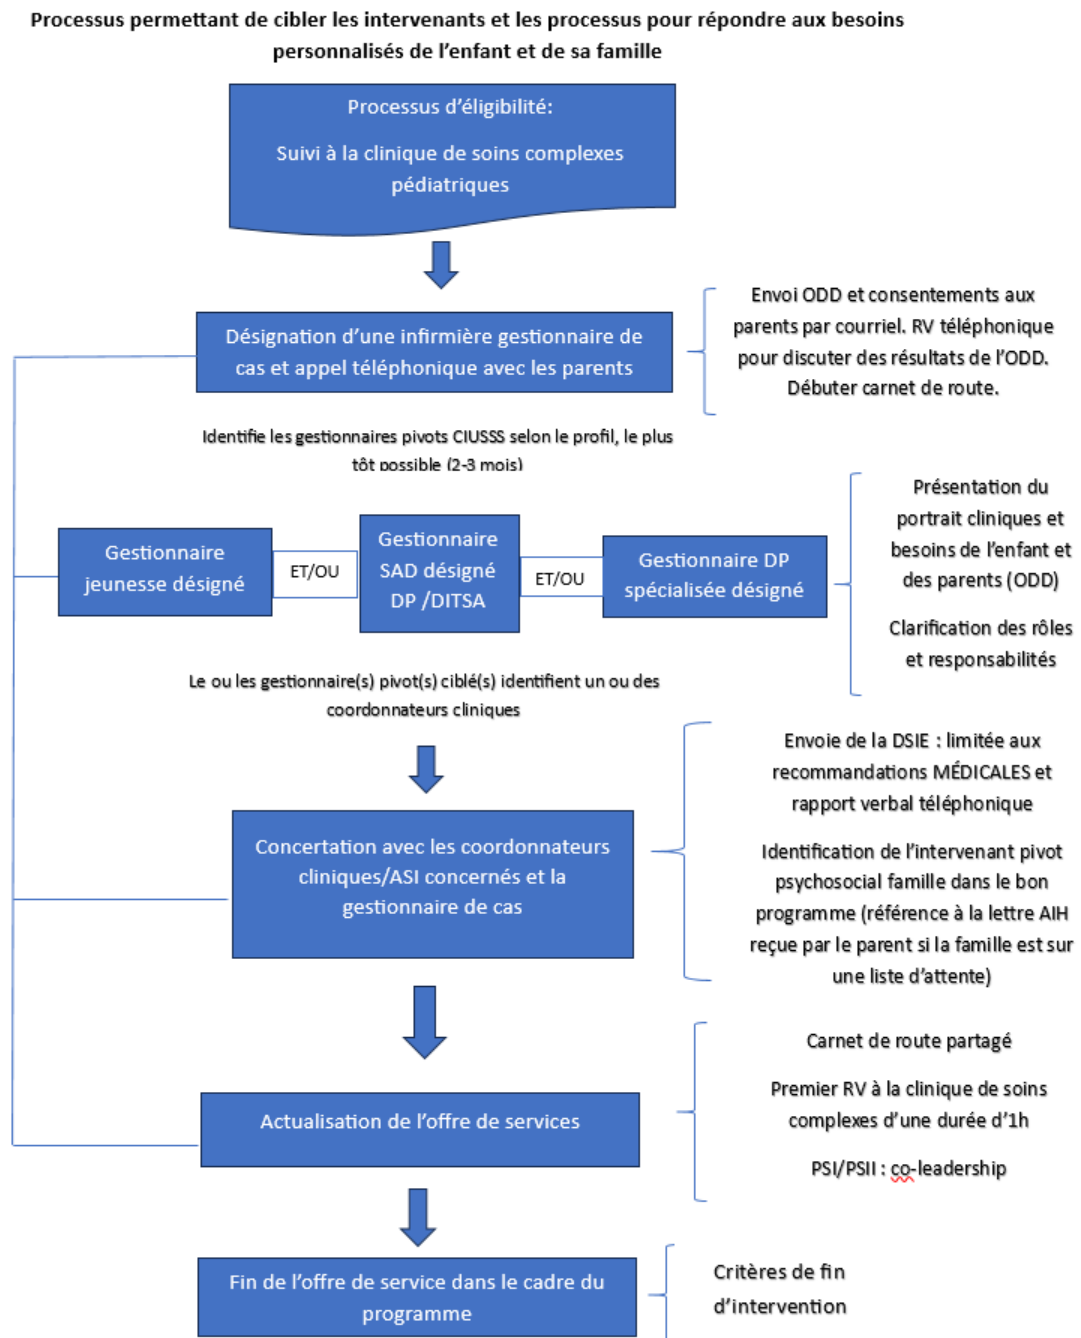 Processus permettant de cibler les intervenants et les processus pour répondre aux besoins
personnalisés de l'enfant et de sa famille
Processus d'éligibilité:
Suivi à la clinique de soins complexes
pédiatriques
Désignation d'une infirmière gestionnaire de
cas et appel téléphonique avec les parents
Envoi ODD et consentements aux
parents par courriel. RV téléphonique
pour discuter des résultats de l'ODD.
Débuter carnet de route.
Identifie les gestionnaires pivots CIUSSS selon le profil, le plus
tôt possible (2-3 mois)
Gestionnaire
jeunesse désigné
ET/OU
Gestionnaire
SAD désigné
DP /DITSA
ET/OU
Gestionnaire DP
spécialisée désigné
Présentation du
portrait cliniques et
besoins de l'enfant et
des parents (ODD)
Clarification des rôles
et responsabilités
Le ou les gestionnaire(s) pivot(s) ciblé(s) identifient un ou des
coordonnateurs cliniques
Concertation avec les coordonnateurs
cliniques/ASI concernés et la
gestionnaire de cas
Envoie de la DSIE : limitée aux
recommandations MÉDICALES et
rapport verbal téléphonique
Identification de l'intervenant pivot
psychosocial famille dans le bon
programme (référence à la lettre AIH
reçue par le parent si la famille est sur
une liste d'attente)
Actualisation de l'offre de services
Carnet de route partagé
Premier RV à la clinique de soins
complexes d'une durée d'1h
PSI/PSII : co-leadership
Fin de l'offre de service dans le cadre du
programme
Critères de fin
d'intervention